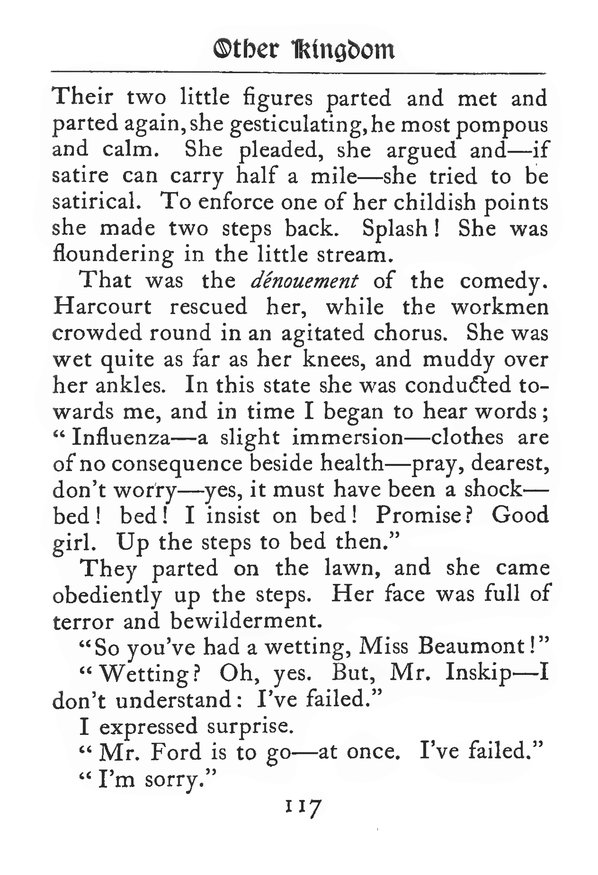 Other Kingdom
Their two little figures parted and met and
parted again, she gesticulating, he most pompous
and calm. She pleaded, she argued and—if
satire can carry half a mile—she tried to be
satirical. To enforce one of her childish points
she made two steps back. Splash! She was
floundering in the little stream.
That was the dénouement of the comedy.
Harcourt rescued her, while the workmen
crowded round in an agitated chorus. She was
wet quite as far as her knees, and muddy over
her ankles. In this state she was conducted to-
wards me, and in time I began to hear words;
“Influenza—a slight immersion—clothes are
of no consequence beside health—pray, dearest,
don't worry—yes, it must have been a shock—
bed! bed! I insist on bed! Promise? Good
girl. Up the steps to bed then.”
They parted on the lawn, and she came
obediently up the steps. Her face was full of
terror and bewilderment.
“So you've had a wetting, Miss Beaumont!”
“Wetting? Oh, yes. But, Mr. Inskip—I
don't understand: I've failed.”
I expressed surprise.
“Mr. Ford is to go—at once. I've failed.”
“I'm sorry.”
117